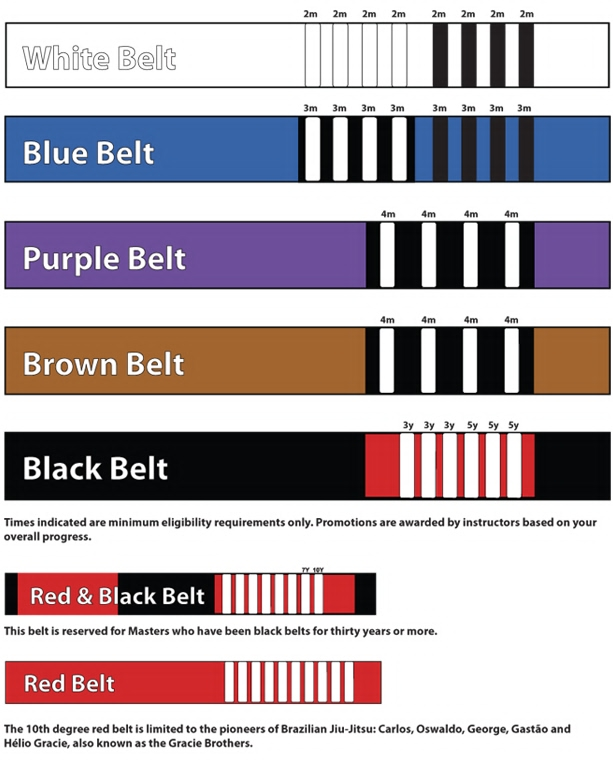 2m 2m 2m 2m 2m 2m 2m 2m
White Belt
3m 3m 3m 3m 3m 3m 3m 3m
Blue Belt
4m 4m 4m 4m
Purple Belt
4m 4m 4m 4m
Brown Belt
3y 3y 3y 5y 5y 5y
Black Belt
Times indicated are minimum eligibility requirements only. Promotions are awarded by instructors based on your
overall progress.
7Y 10Y
Red & Black Belt
This belt is reserved for Masters who have been black belts for thirty years or more.
Red Belt
The 10th degree red belt is limited to the pioneers of Brazilian Jiu-Jitsu: Carlos, Oswaldo, George, Gastão and
Hélio Gracie, also known as the Gracie Brothers.